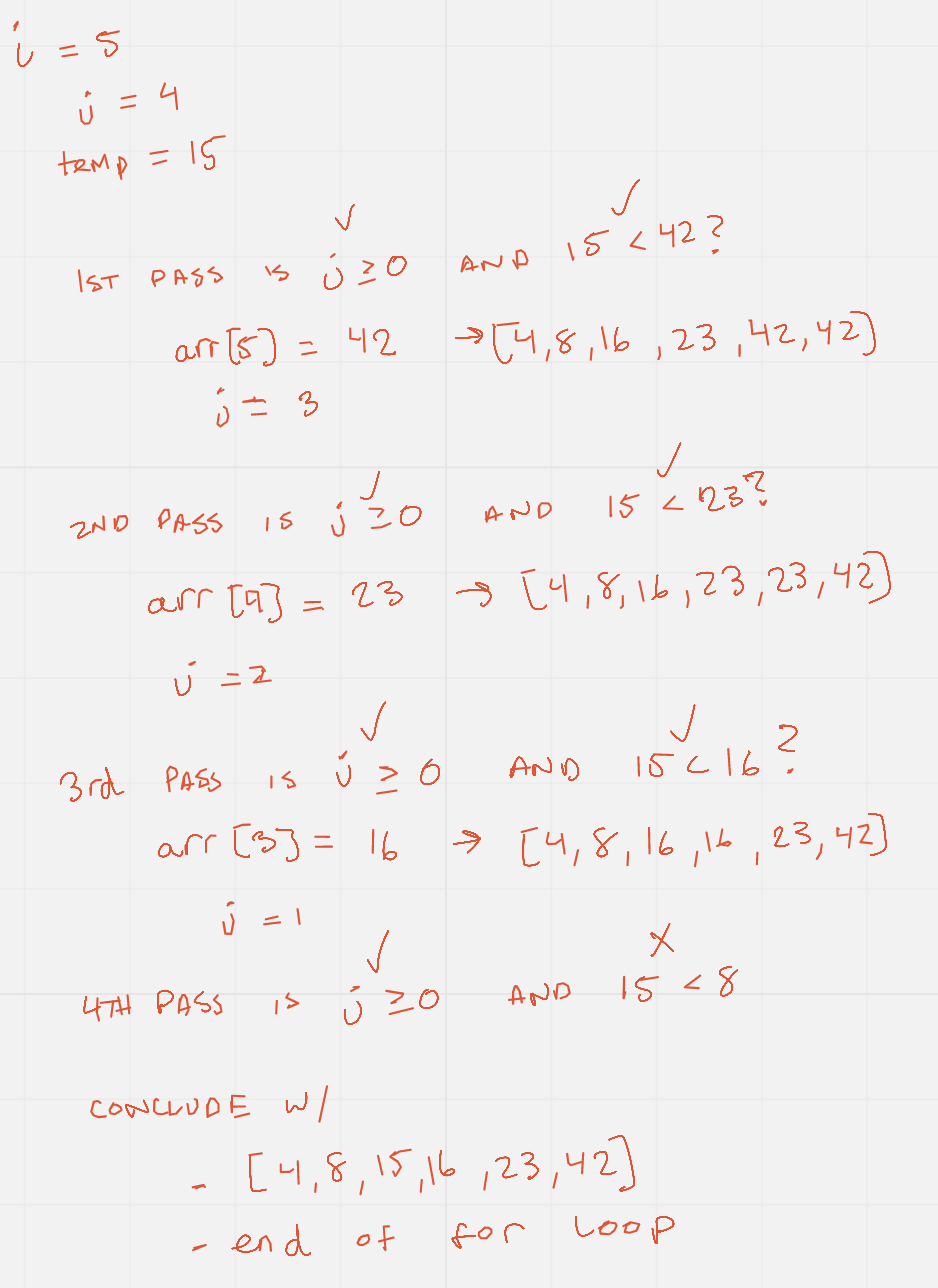 i = 5
j = 4
temp = 15
✓ ✓
1ST PASS IS j ≥ 0 AND 15 < 42?
arr[5] = 42 → [4,8,16,23,42,42]
j = 3
✓ ✓
2ND PASS IS j ≥ 0 AND 15 < 23?
arr[4] = 23 → [4,8,16,23,23,42]
j = 2
✓ ✓
3rd PASS IS j ≥ 0 AND 15 < 16?
arr[3] = 16 → [4,8,16,16,23,42]
j = 1
✓ X
4TH PASS IS j ≥ 0 AND 15 < 8
CONCLUDE W/
- [4,8,15,16,23,42]
- end of for loop